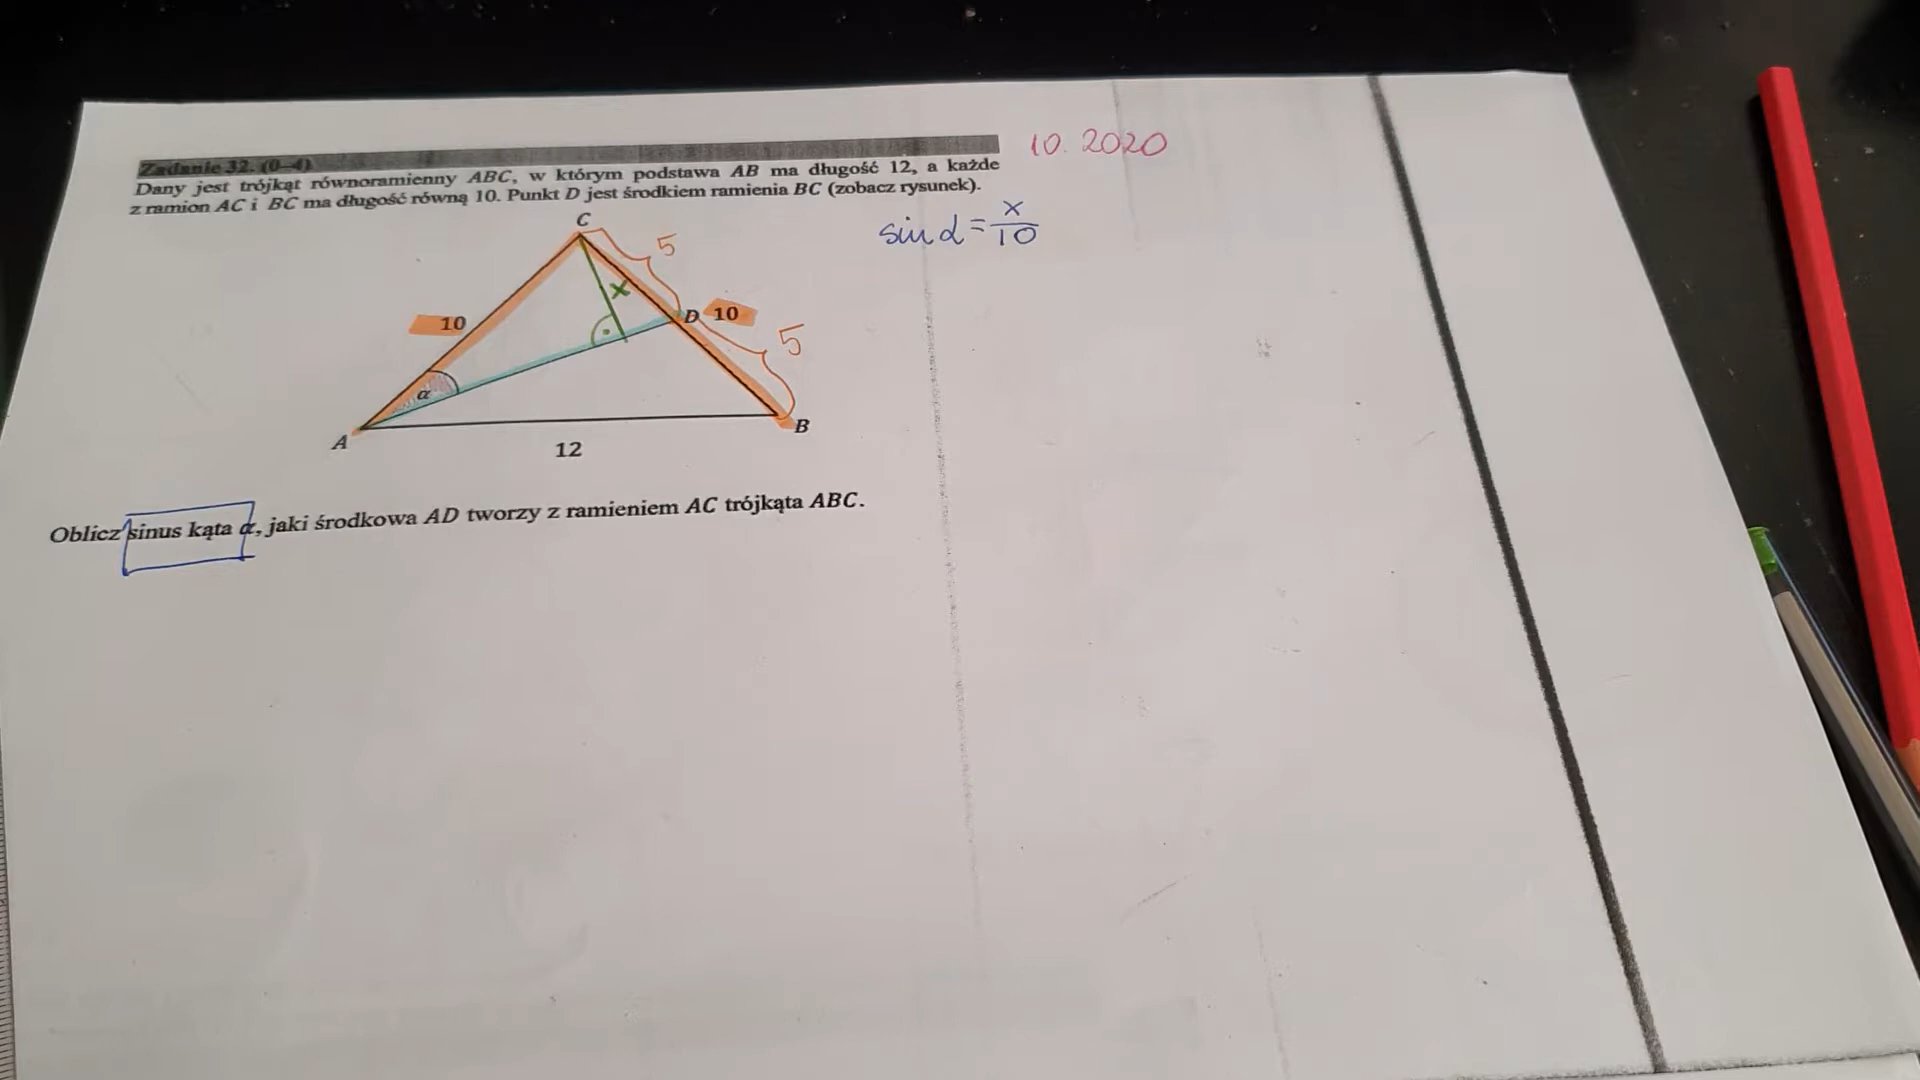 Zadanie 32. (0–4)
10. 2020
Dany jest trójkąt równoramienny ABC, w którym podstawa AB ma długość 12, a każde
z ramion AC i BC ma długość równą 10. Punkt D jest środkiem ramienia BC (zobacz rysunek).
sin α = x/10
C
5
x
10
D 10
5
α
A
B
12
Oblicz sinus kąta α, jaki środkowa AD tworzy z ramieniem AC trójkąta ABC.